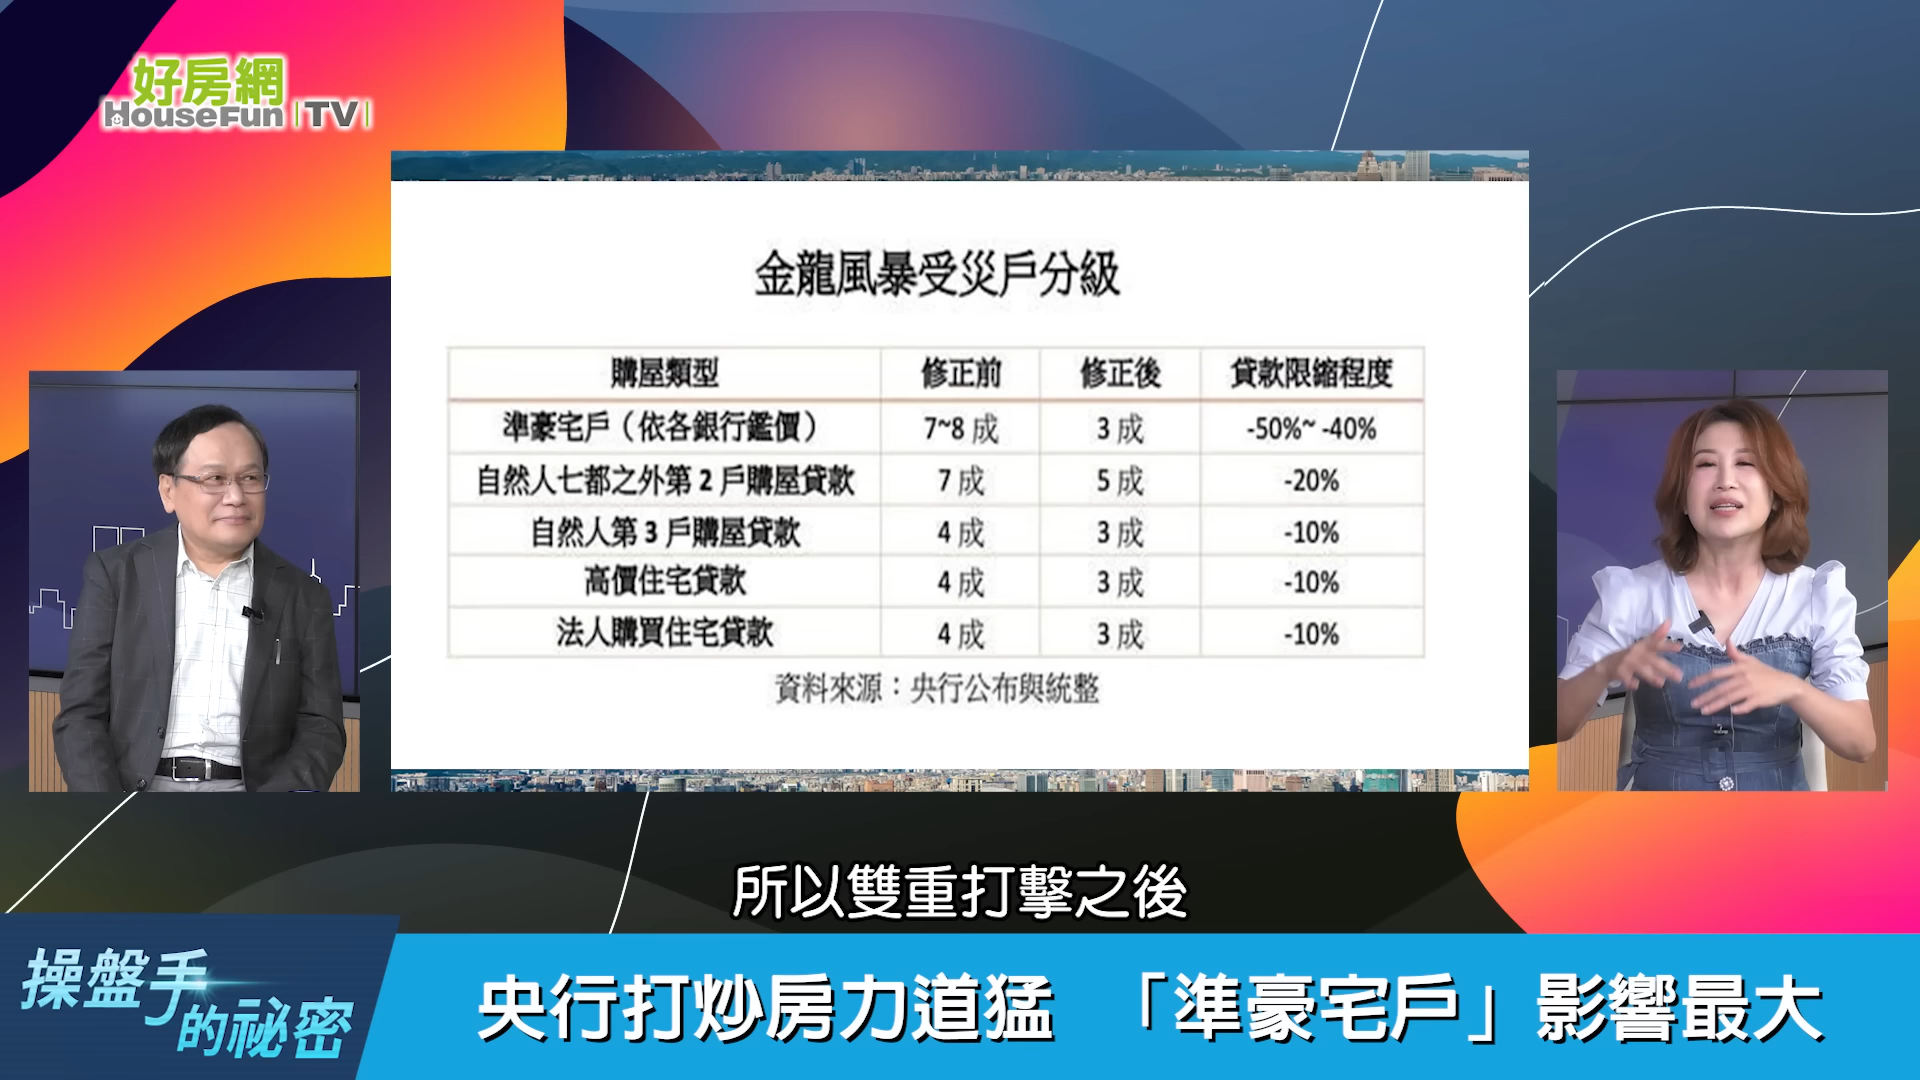 好房網
HouseFun TV
金龍風暴受災戶分級
購屋類型 修正前 修正後 貸款限縮程度
準豪宅戶（依各銀行鑑價） 7~8 成 3 成 -50%~ -40%
自然人七都之外第 2 戶購屋貸款 7 成 5 成 -20%
自然人第 3 戶購屋貸款 4 成 3 成 -10%
高價住宅貸款 4 成 3 成 -10%
法人購買住宅貸款 4 成 3 成 -10%
資料來源：央行公布與統整
所以雙重打擊之後
操盤手
的祕密
央行打炒房力道猛 「準豪宅戶」影響最大